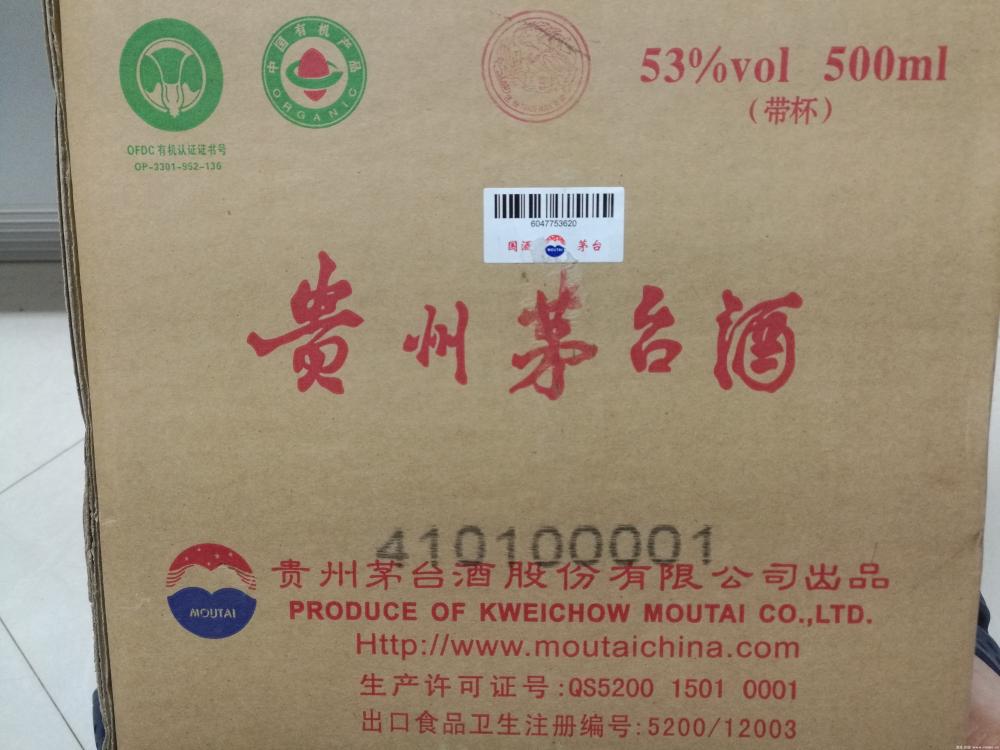 中国有机产品
ORGANIC
53%vol 500ml
(带杯)
OFDC 有机认证证书号
OP-3301-952-136
6047753620
国酒 MOUTAI 茅台
贵州茅台酒
410100001
贵州茅台酒股份有限公司出品
MOUTAI
PRODUCE OF KWEICHOW MOUTAI CO.,LTD.
Http://www.moutaichina.com
生产许可证号:QS5200 1501 0001
出口食品卫生注册编号:5200/12003